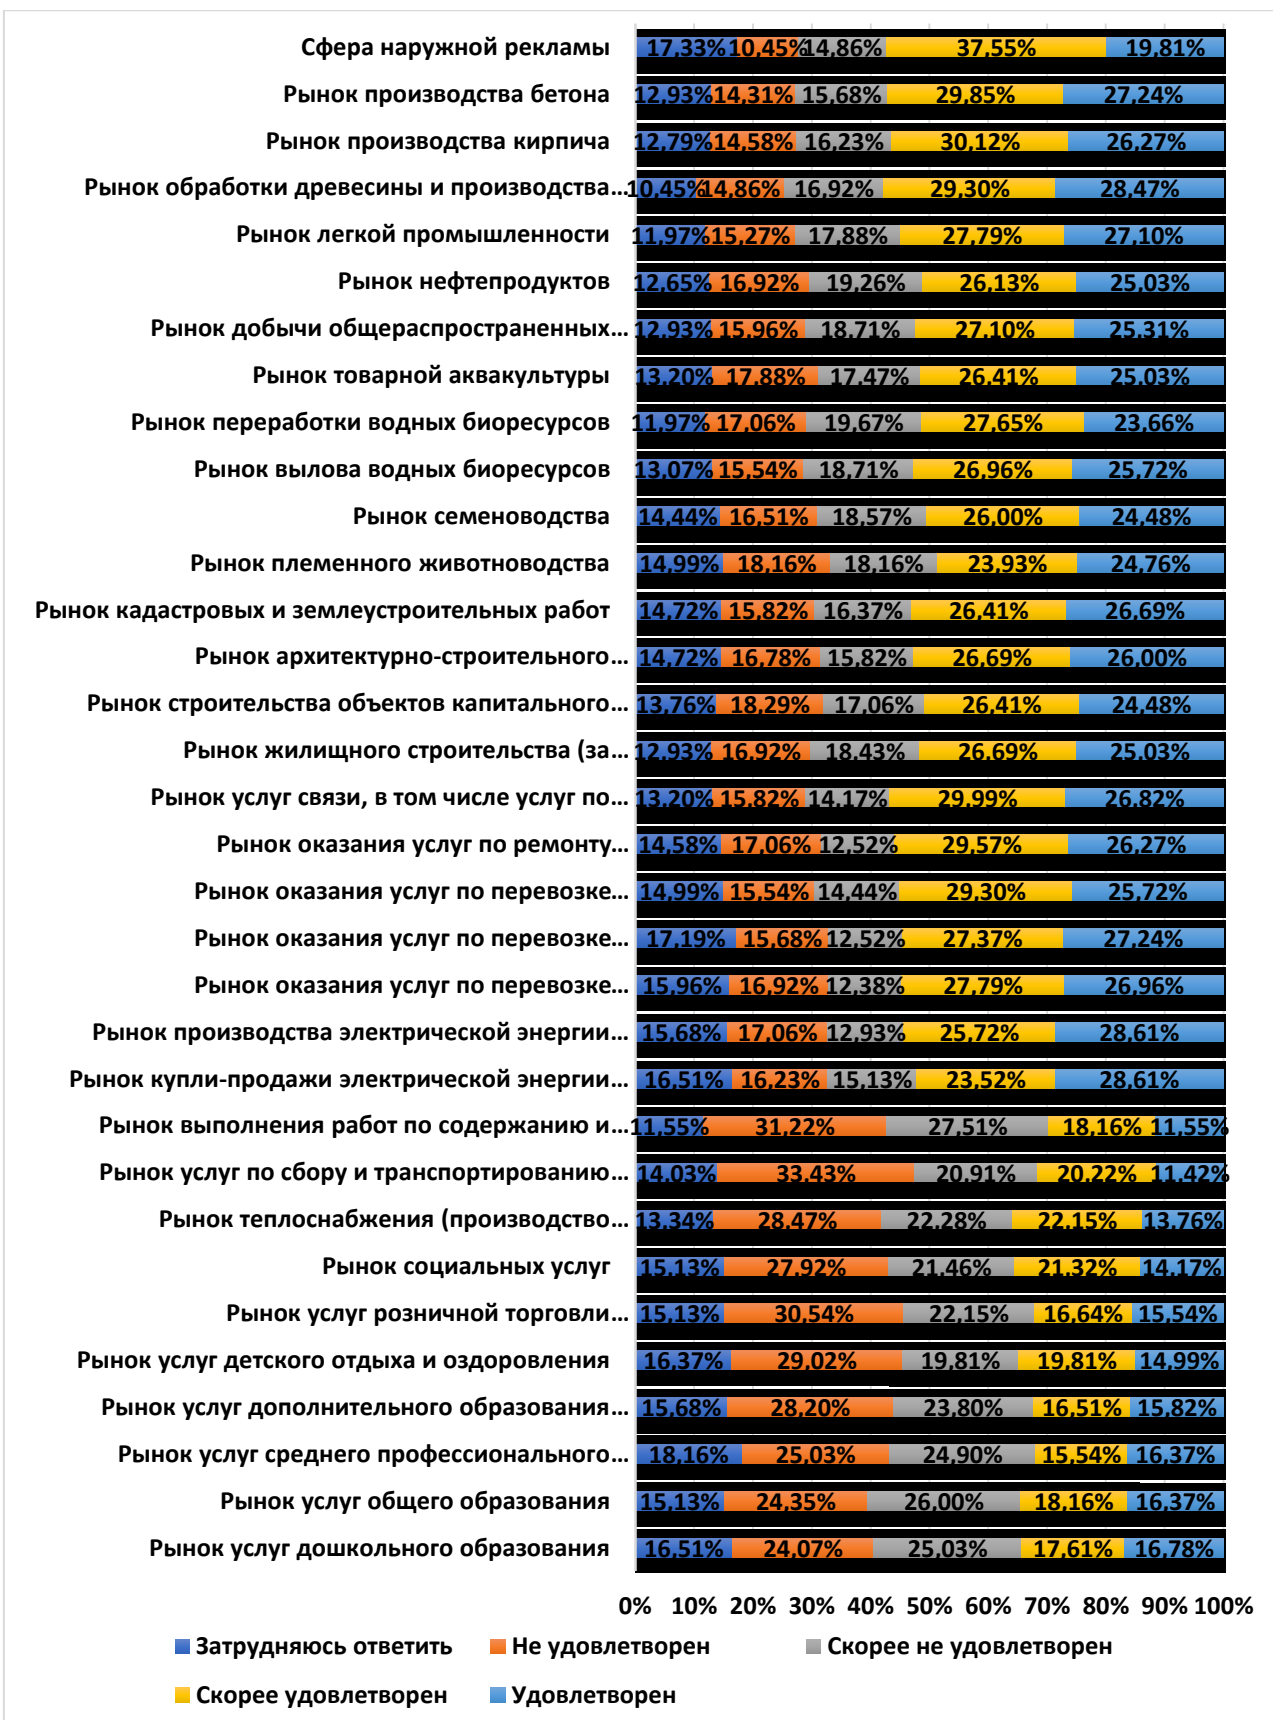 Сфера наружной рекламы 17,33% 10,45% 14,86% 37,55% 19,81%
Рынок производства бетона 12,93% 14,31% 15,68% 29,85% 27,24%
Рынок производства кирпича 12,79% 14,58% 16,23% 30,12% 26,27%
Рынок обработки древесины и производства... 10,45% 14,86% 16,92% 29,30% 28,47%
Рынок легкой промышленности 11,97% 15,27% 17,88% 27,79% 27,10%
Рынок нефтепродуктов 12,65% 16,92% 19,26% 26,13% 25,03%
Рынок добычи общераспространенных... 12,93% 15,96% 18,71% 27,10% 25,31%
Рынок товарной аквакультуры 13,20% 17,88% 17,47% 26,41% 25,03%
Рынок переработки водных биоресурсов 11,97% 17,06% 19,67% 27,65% 23,66%
Рынок вылова водных биоресурсов 13,07% 15,54% 18,71% 26,96% 25,72%
Рынок семеноводства 14,44% 16,51% 18,57% 26,00% 24,48%
Рынок племенного животноводства 14,99% 18,16% 18,16% 23,93% 24,76%
Рынок кадастровых и землеустроительных работ 14,72% 15,82% 16,37% 26,41% 26,69%
Рынок архитектурно-строительного... 14,72% 16,78% 15,82% 26,69% 26,00%
Рынок строительства объектов капитального... 13,76% 18,29% 17,06% 26,41% 24,48%
Рынок жилищного строительства (за... 12,93% 16,92% 18,43% 26,69% 25,03%
Рынок услуг связи, в том числе услуг по... 13,20% 15,82% 14,17% 29,99% 26,82%
Рынок оказания услуг по ремонту... 14,58% 17,06% 12,52% 29,57% 26,27%
Рынок оказания услуг по перевозке... 14,99% 15,54% 14,44% 29,30% 25,72%
Рынок оказания услуг по перевозке... 17,19% 15,68% 12,52% 27,37% 27,24%
Рынок оказания услуг по перевозке... 15,96% 16,92% 12,38% 27,79% 26,96%
Рынок производства электрической энергии... 15,68% 17,06% 12,93% 25,72% 28,61%
Рынок купли-продажи электрической энергии... 16,51% 16,23% 15,13% 23,52% 28,61%
Рынок выполнения работ по содержанию и... 11,55% 31,22% 27,51% 18,16% 11,55%
Рынок услуг по сбору и транспортированию... 14,03% 33,43% 20,91% 20,22% 11,42%
Рынок теплоснабжения (производство... 13,34% 28,47% 22,28% 22,15% 13,76%
Рынок социальных услуг 15,13% 27,92% 21,46% 21,32% 14,17%
Рынок услуг розничной торговли... 15,13% 30,54% 22,15% 16,64% 15,54%
Рынок услуг детского отдыха и оздоровления 16,37% 29,02% 19,81% 19,81% 14,99%
Рынок услуг дополнительного образования... 15,68% 28,20% 23,80% 16,51% 15,82%
Рынок услуг среднего профессионального... 18,16% 25,03% 24,90% 15,54% 16,37%
Рынок услуг общего образования 15,13% 24,35% 26,00% 18,16% 16,37%
Рынок услуг дошкольного образования 16,51% 24,07% 25,03% 17,61% 16,78%
0% 10% 20% 30% 40% 50% 60% 70% 80% 90% 100%
Затрудняюсь ответить Не удовлетворен Скорее не удовлетворен
Скорее удовлетворен Удовлетворен